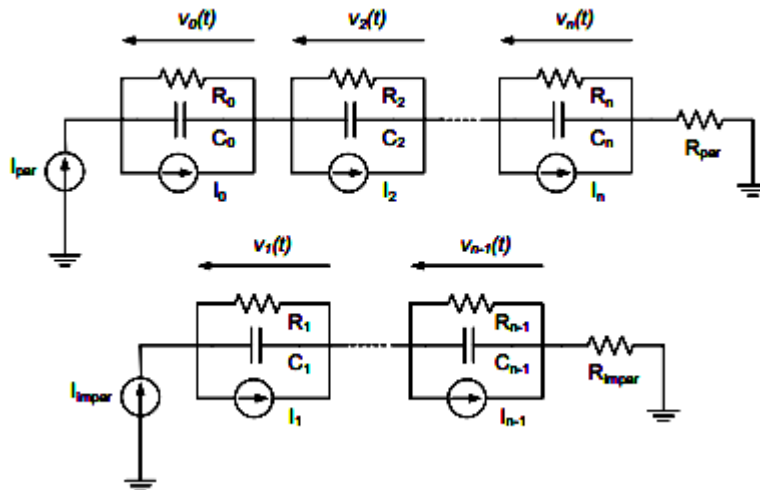 v₀(t) v₂(t) vₙ(t)
R₀ R₂ Rₙ
C₀ C₂ Cₙ Rpar
Ipar
I₀ I₂ Iₙ
v₁(t) vₙ₋₁(t)
R₁ Rₙ₋₁
C₁ Cₙ₋₁ Rimpar
Iimpar
I₁ Iₙ₋₁